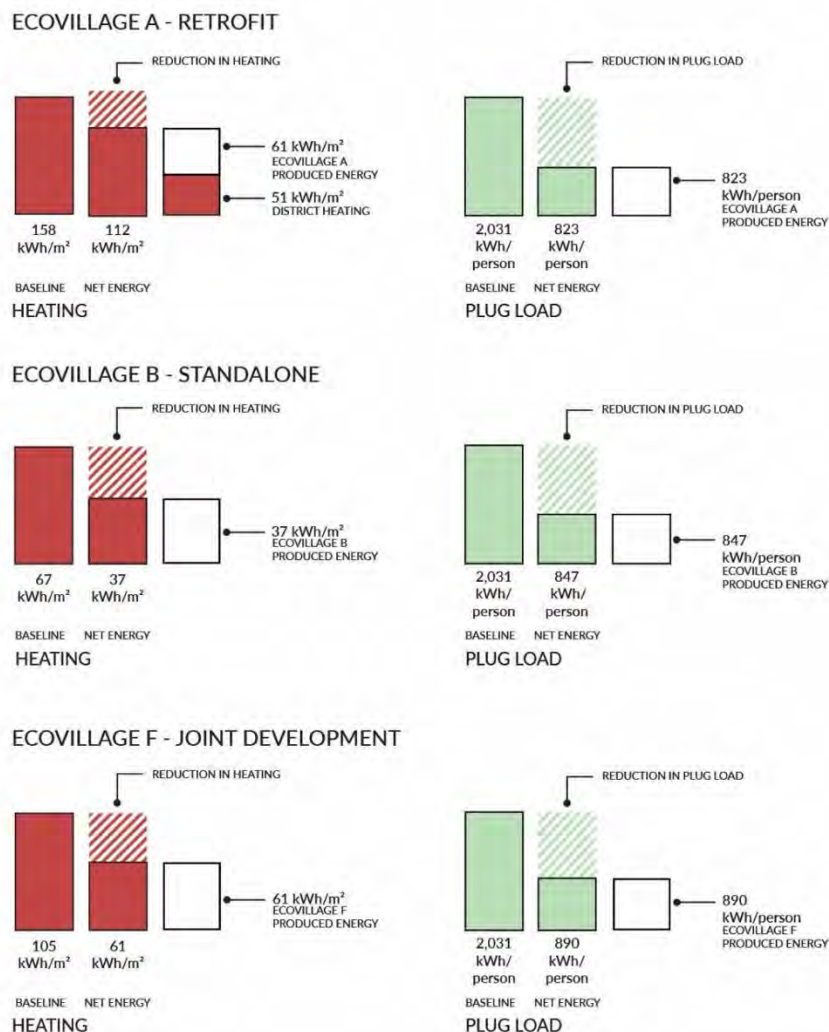 ECOVILLAGE A - RETROFIT
REDUCTION IN HEATING
61 kWh/m²
ECOVILLAGE A
PRODUCED ENERGY
51 kWh/m²
DISTRICT HEATING
158
kWh/m²
112
kWh/m²
BASELINE
NET ENERGY
HEATING
REDUCTION IN PLUG LOAD
823
kWh/person
ECOVILLAGE A
PRODUCED ENERGY
2,031
kWh/
person
823
kWh/
person
BASELINE
NET ENERGY
PLUG LOAD
ECOVILLAGE B - STANDALONE
REDUCTION IN HEATING
37 kWh/m²
ECOVILLAGE B
PRODUCED ENERGY
67
kWh/m²
37
kWh/m²
BASELINE
NET ENERGY
HEATING
REDUCTION IN PLUG LOAD
847
kWh/person
ECOVILLAGE B
PRODUCED ENERGY
2,031
kWh/
person
847
kWh/
person
BASELINE
NET ENERGY
PLUG LOAD
ECOVILLAGE F - JOINT DEVELOPMENT
REDUCTION IN HEATING
61 kWh/m²
ECOVILLAGE F
PRODUCED ENERGY
105
kWh/m²
61
kWh/m²
BASELINE
NET ENERGY
HEATING
REDUCTION IN PLUG LOAD
890
kWh/person
ECOVILLAGE F
PRODUCED ENERGY
2,031
kWh/
person
890
kWh/
person
BASELINE
NET ENERGY
PLUG LOAD